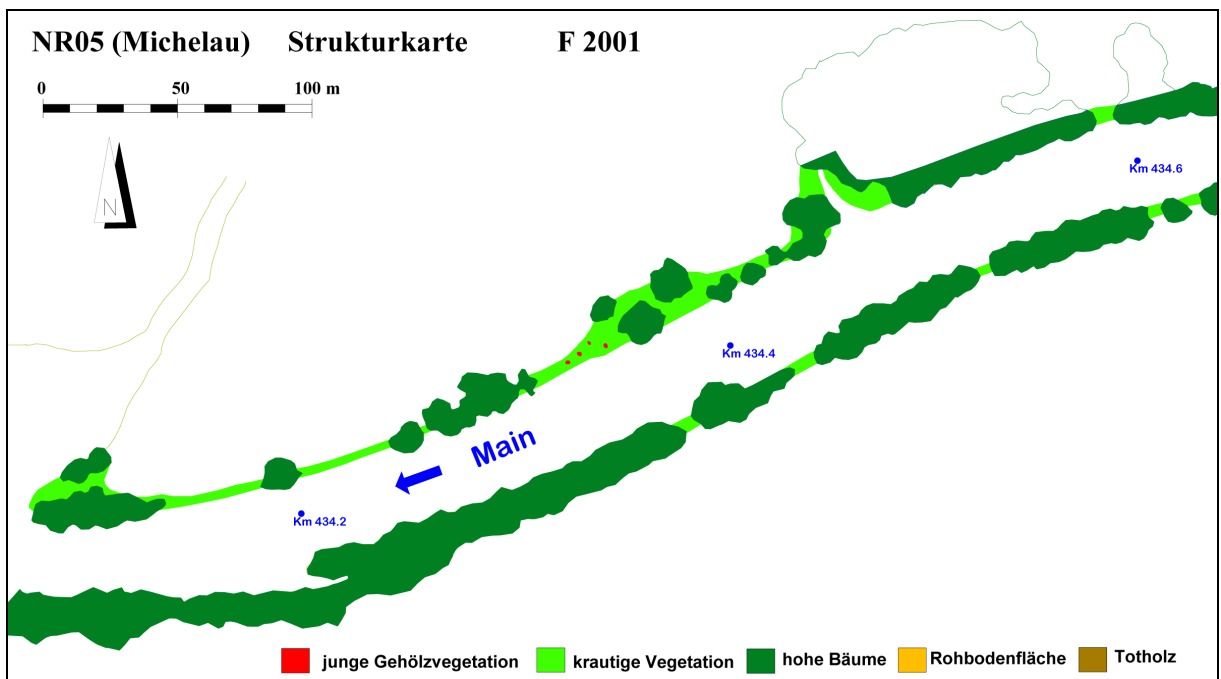 NR05 (Michelau) Strukturkarte F 2001
0 50 100 m
N
Km 434.6
Km 434.4
Main
Km 434.2
junge Gehölzvegetation krautige Vegetation hohe Bäume Rohbodenfläche Totholz